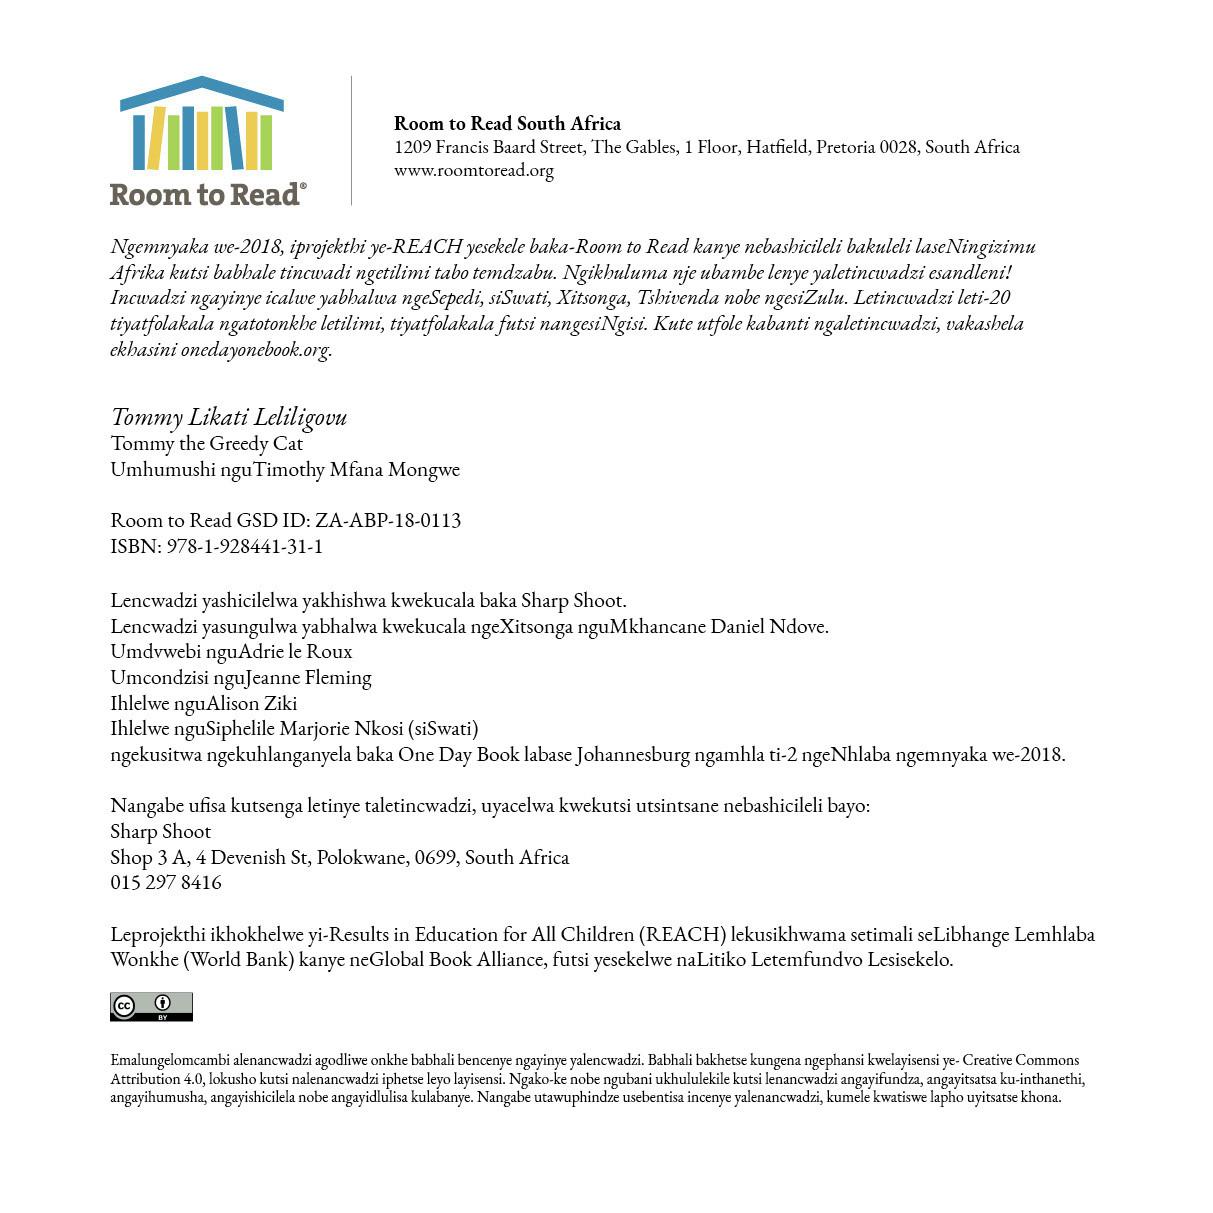 Room to Read®
Room to Read South Africa
1209 Francis Baard Street, The Gables, 1 Floor, Hatfield, Pretoria 0028, South Africa
www.roomtoread.org
Ngemnyaka we-2018, iprojekthi ye-REACH yesekele baka-Room to Read kanye nebashicileli bakuleli laseNingizimu
Afrika kutsi babhale tincwadi ngetilimi tabo temdzabu. Ngikhuluma nje ubambe lenye yaletincwadzi esandleni!
Incwadzi ngayinye icalwe yabhalwa ngeSepedi, siSwati, Xitsonga, Tshivenda nobe ngesiZulu. Letincwadzi leti-20
tiyatfolakala ngatotonkhe letilimi, tiyatfolakala futsi nangesiNgisi. Kute utfole kabanti ngaletincwadzi, vakashela
ekhasini onedayonebook.org.
Tommy Likati Leliligovu
Tommy the Greedy Cat
Umhumushi nguTimothy Mfana Mongwe
Room to Read GSD ID: ZA-ABP-18-0113
ISBN: 978-1-928441-31-1
Lencwadzi yashicilelwa yakhishwa kwekucala baka Sharp Shoot.
Lencwadzi yasungulwa yabhalwa kwekucala ngeXitsonga nguMkhancane Daniel Ndove.
Umdvwebi nguAdrie le Roux
Umcondzisi nguJeanne Fleming
Ihlelwe nguAlison Ziki
Ihlelwe nguSiphelile Marjorie Nkosi (siSwati)
ngekusitwa ngekuhlanganyela baka One Day Book labase Johannesburg ngamhla ti-2 ngeNhlaba ngemnyaka we-2018.
Nangabe ufisa kutsenga letinye taletincwadzi, uyacelwa kwekutsi utsintsane nebashicileli bayo:
Sharp Shoot
Shop 3 A, 4 Devenish St, Polokwane, 0699, South Africa
015 297 8416
Leprojekthi ikhokhelwe yi-Results in Education for All Children (REACH) lekusikhwama setimali seLibhange Lemhlaba
Wonkhe (World Bank) kanye neGlobal Book Alliance, futsi yesekelwe naLitiko Letemfundvo Lesisekelo.
cc BY
Emalungelomcambi alenancwadzi agodliwe onkhe babhali bencenye ngayinye yalencwadzi. Babhali bakhetse kungena ngephansi kwelayisensi ye- Creative Commons
Attribution 4.0, lokusho kutsi nalenancwadzi iphetse leyo layisensi. Ngako-ke nobe ngubani ukhululekile kutsi lenancwadzi angayifundza, angayitsatsa ku-inthanethi,
angayihumusha, angayishicilela nobe angayidlulisa kulabanye. Nangabe utawuphindze usebentisa incenye yalenancwadzi, kumele kwatiswe lapho uyitsatse khona.